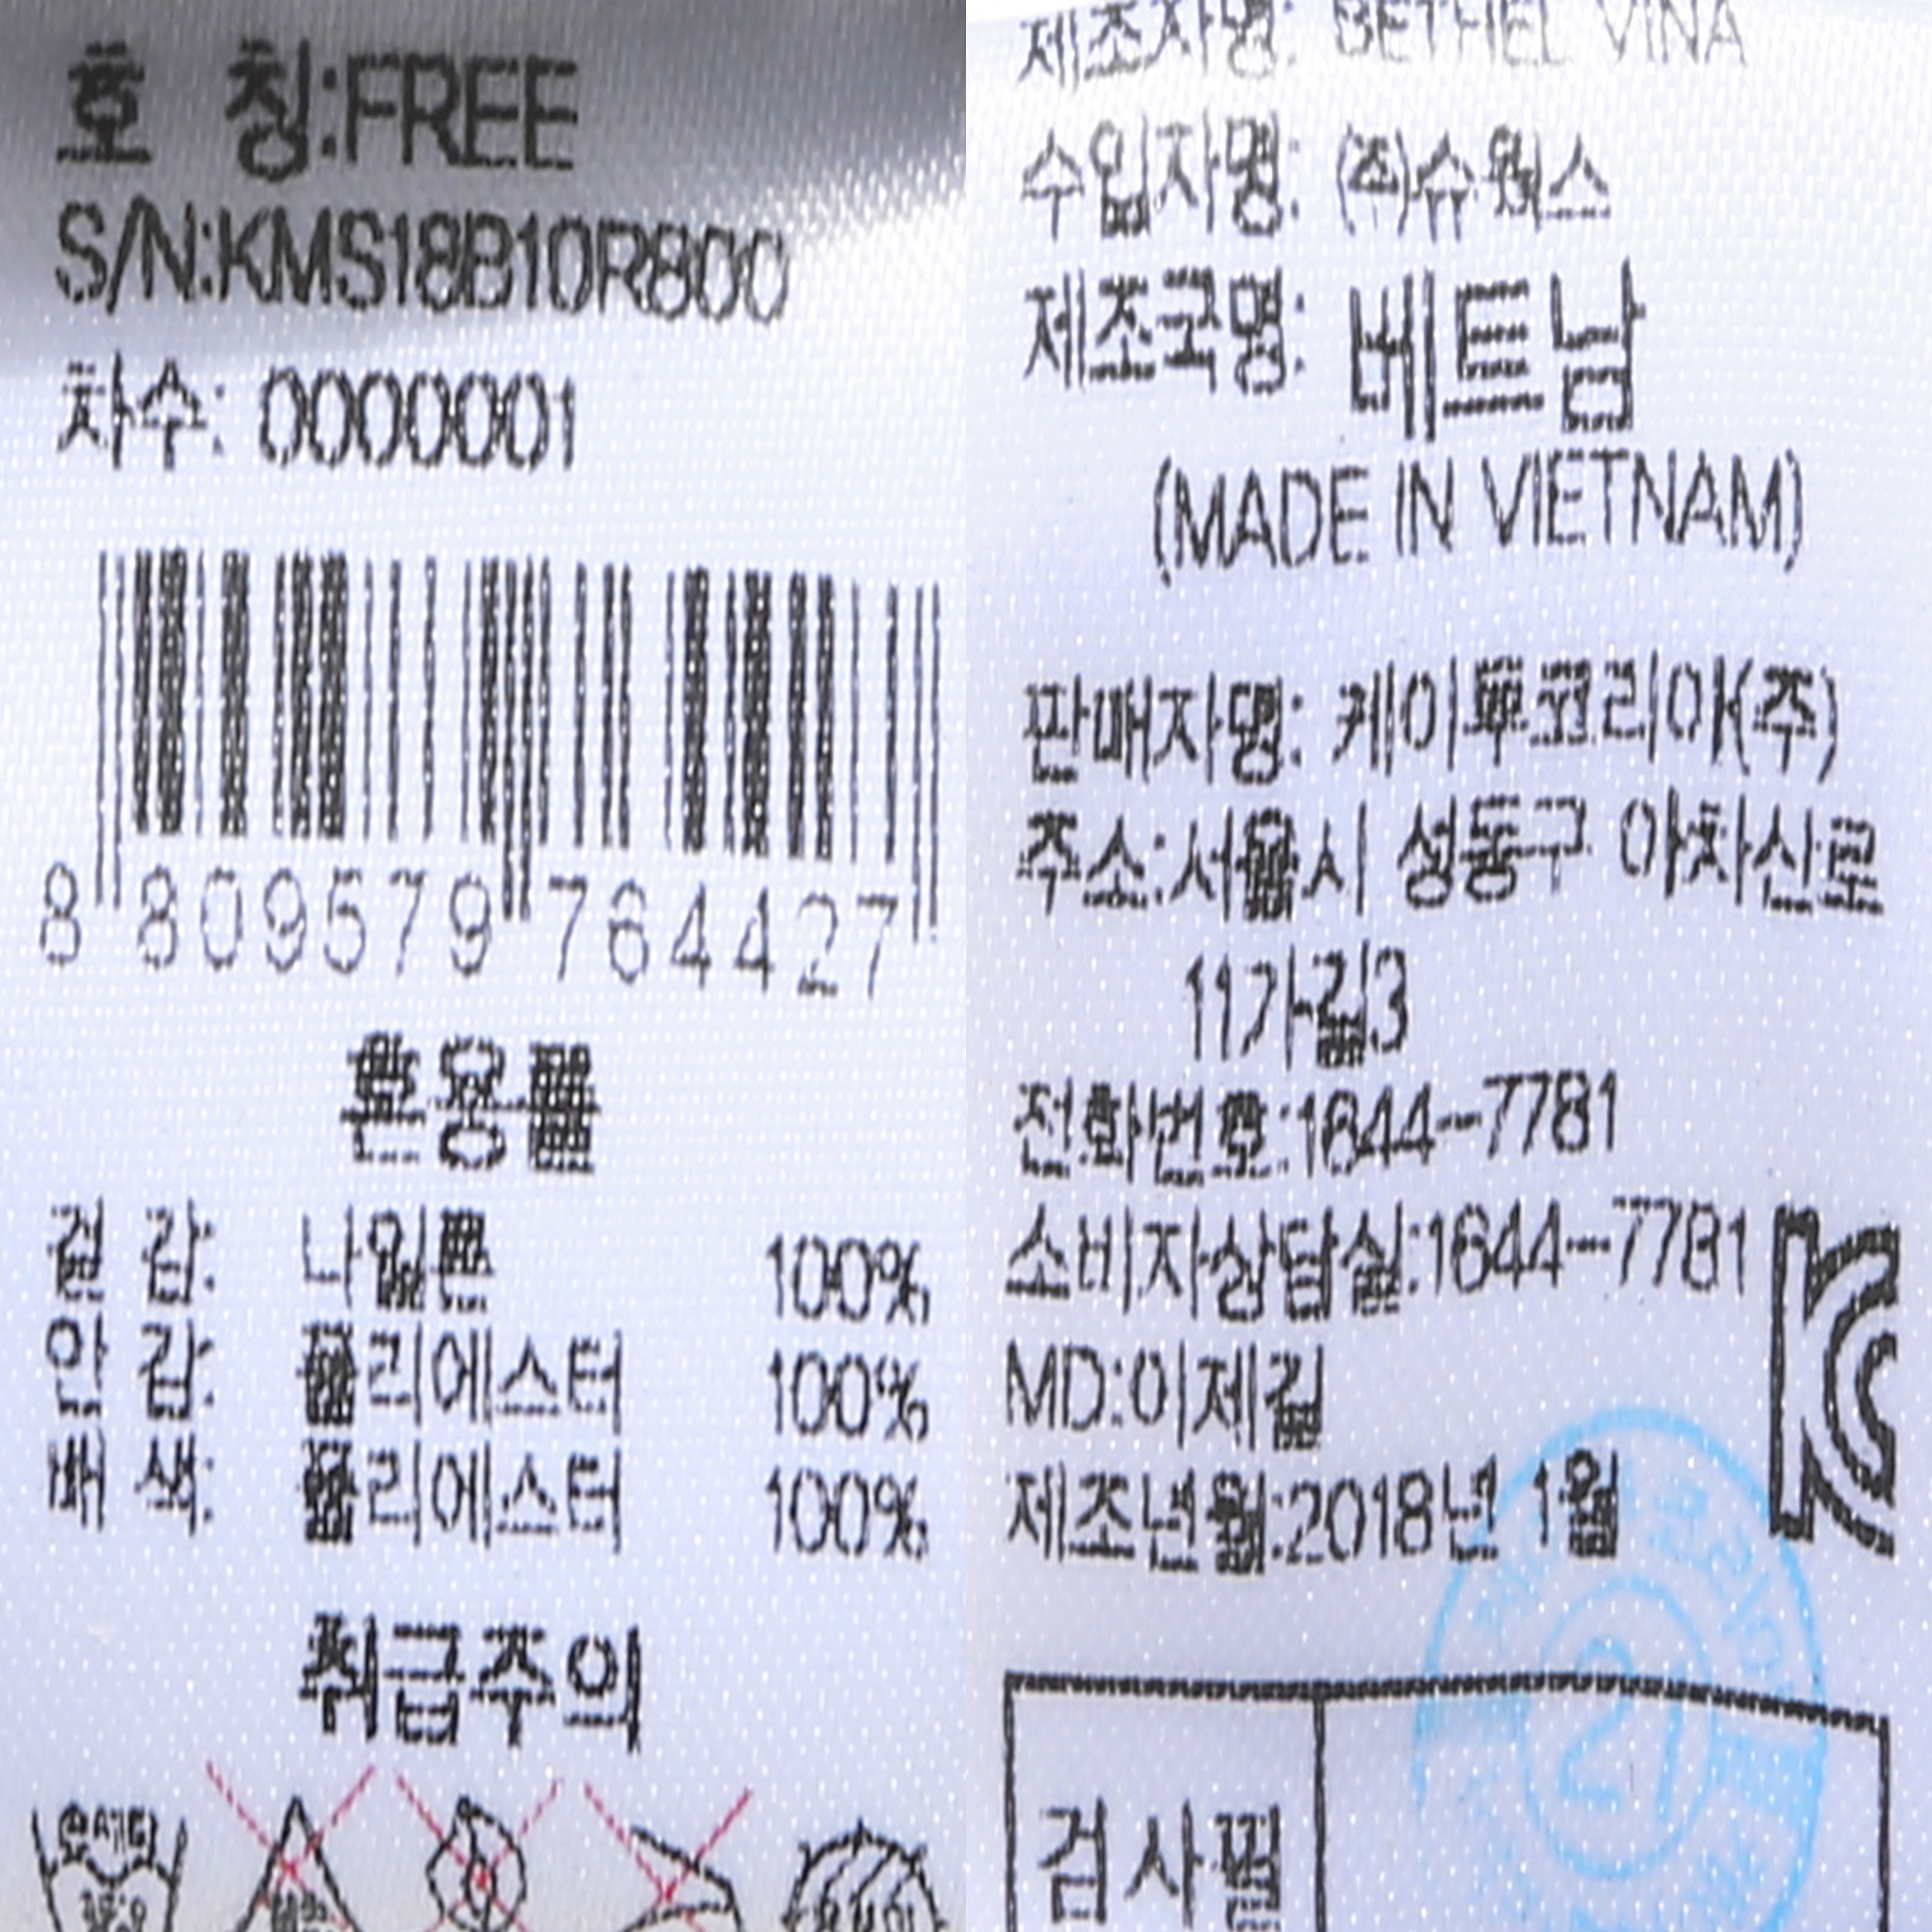 호 칭:FREE
S/N:KMS18B10R800
차수: 0000001
8 809579 764427
혼용률
겉 감: 나일론 100%
안 감: 폴리에스터 100%
배 색: 폴리에스터 100%
취급주의
손세탁
제조자명: BETHEL VINA
수입자명: (주)슈웍스
제조국명: 베트남
(MADE IN VIETNAM)
판매자명: 케이투코리아(주)
주소:서울시 성동구 아차산로
11가길3
전화번호:1644-7781
소비자상담실:1644-7781
MD:이제길
제조년월:2018년 1월
검사필
21